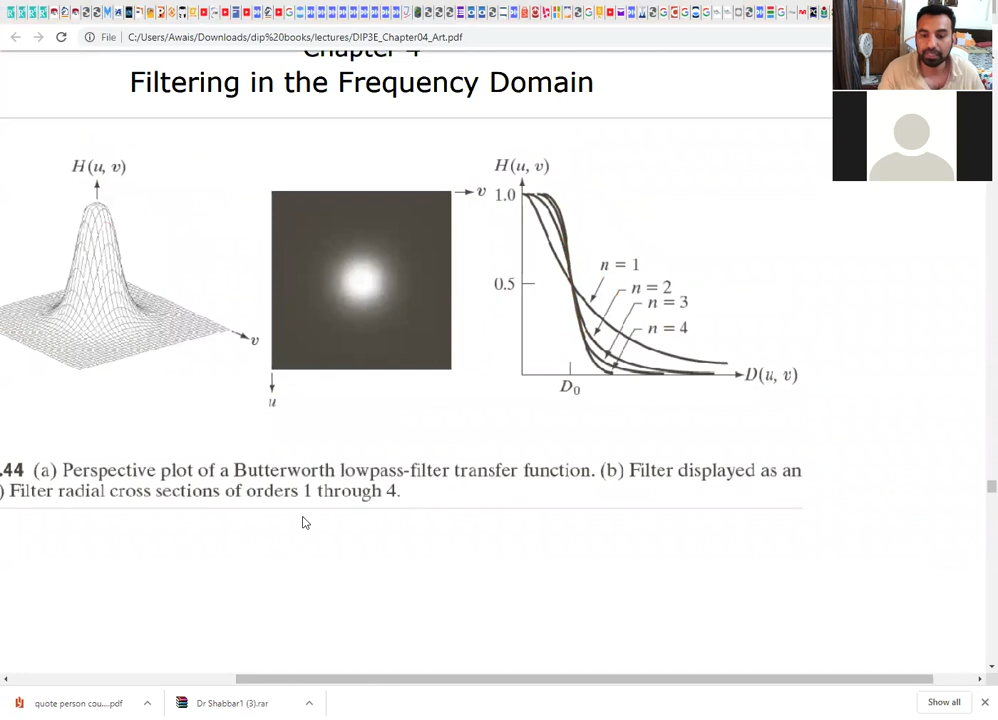 File
C:/Users/Awais/Downloads/dip%20books/lectures/DIP3E_Chapter04_Art.pdf
Chapter 4
Filtering in the Frequency Domain
H(u, v)
v
u
v
H(u, v)
1.0
0.5
n = 1
n = 2
n = 3
n = 4
D0
D(u, v)
.44 (a) Perspective plot of a Butterworth lowpass-filter transfer function. (b) Filter displayed as an
) Filter radial cross sections of orders 1 through 4.
quote person cou....pdf
Dr Shabbar1 (3).rar
Show all